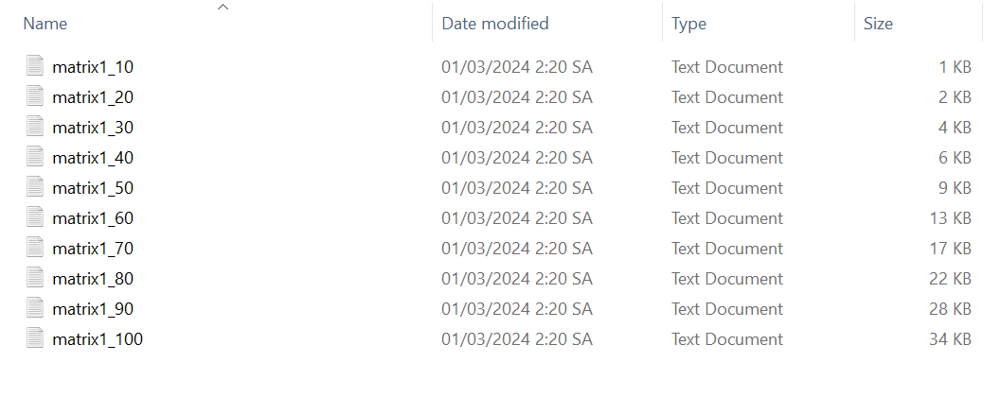 Name Date modified Type Size
matrix1_10 01/03/2024 2:20 SA Text Document 1 KB
matrix1_20 01/03/2024 2:20 SA Text Document 2 KB
matrix1_30 01/03/2024 2:20 SA Text Document 4 KB
matrix1_40 01/03/2024 2:20 SA Text Document 6 KB
matrix1_50 01/03/2024 2:20 SA Text Document 9 KB
matrix1_60 01/03/2024 2:20 SA Text Document 13 KB
matrix1_70 01/03/2024 2:20 SA Text Document 17 KB
matrix1_80 01/03/2024 2:20 SA Text Document 22 KB
matrix1_90 01/03/2024 2:20 SA Text Document 28 KB
matrix1_100 01/03/2024 2:20 SA Text Document 34 KB